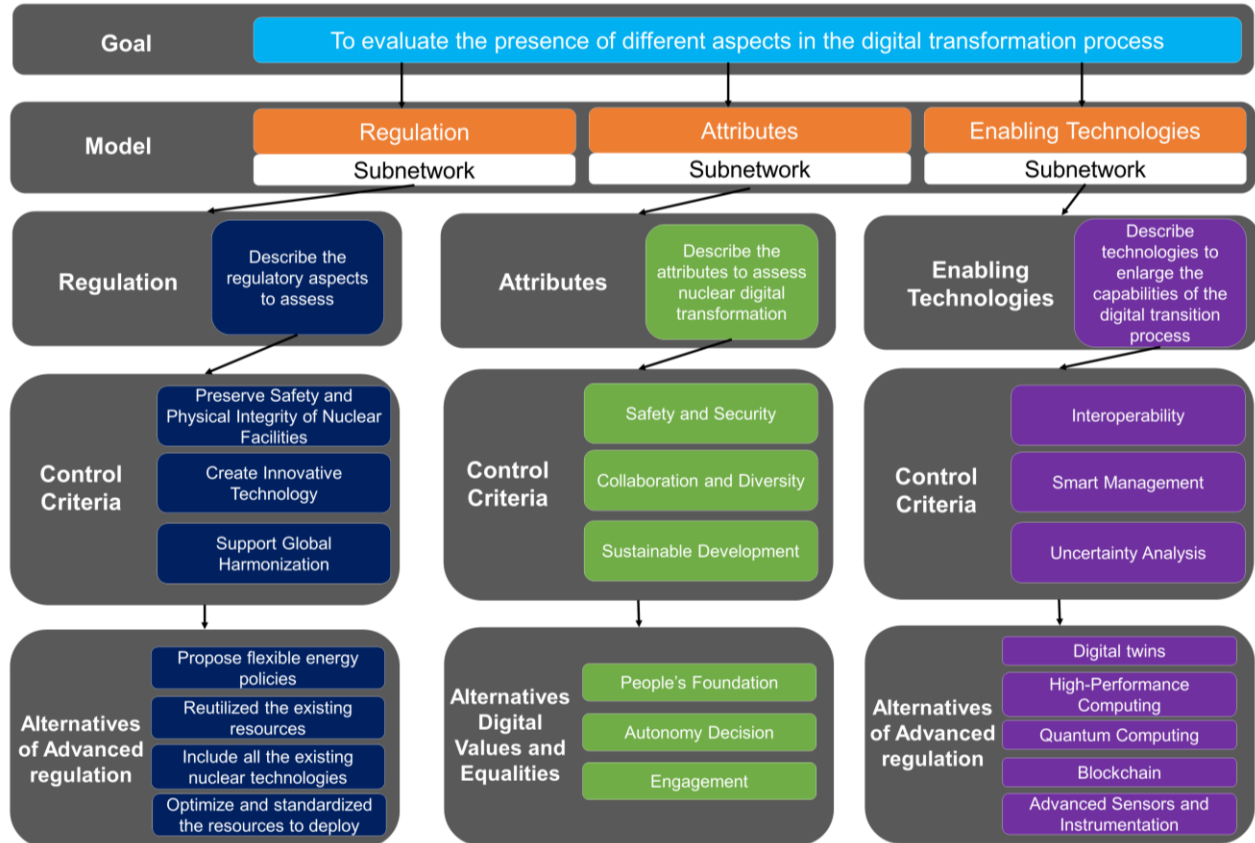 Goal
To evaluate the presence of different aspects in the digital transformation process
Model
Regulation
Subnetwork
Attributes
Subnetwork
Enabling Technologies
Subnetwork
Regulation
Describe the
regulatory aspects
to assess
Attributes
Describe the
attributes to assess
nuclear digital
transformation
Enabling
Technologies
Describe
technologies to
enlarge the
capabilities of the
digital transition
process
Control
Criteria
Preserve Safety and
Physical Integrity of Nuclear
Facilities
Create Innovative
Technology
Support Global
Harmonization
Control
Criteria
Safety and Security
Collaboration and Diversity
Sustainable Development
Control
Criteria
Interoperability
Smart Management
Uncertainty Analysis
Alternatives
of Advanced
regulation
Propose flexible energy
policies
Reutilized the existing
resources
Include all the existing
nuclear technologies
Optimize and standardized
the resources to deploy
Alternatives
Digital
Values and
Equalities
People's Foundation
Autonomy Decision
Engagement
Alternatives
of Advanced
regulation
Digital twins
High-Performance
Computing
Quantum Computing
Blockchain
Advanced Sensors and
Instrumentation